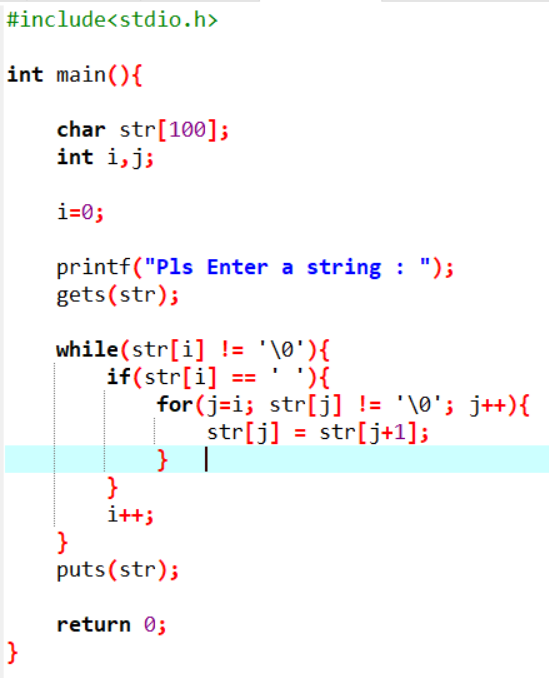 #include<stdio.h>
int main(){
char str[100];
int i,j;
i=0;
printf("Pls Enter a string : ");
gets(str);
while(str[i] != '\0'){
if(str[i] == ' '){
for(j=i; str[j] != '\0'; j++){
str[j] = str[j+1];
}
}
i++;
}
puts(str);
return 0;
}